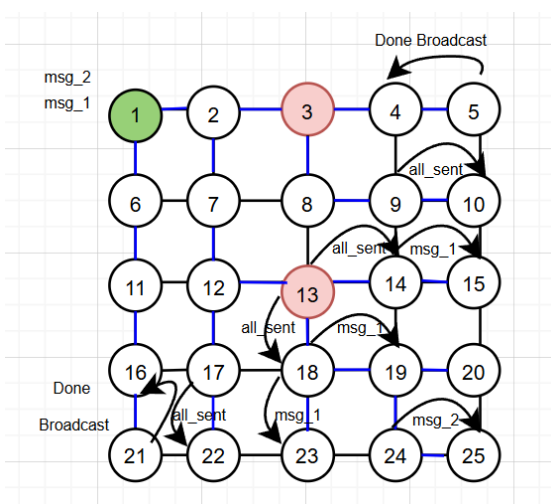 Done Broadcast
msg_2
msg_1
1 2 3 4 5
all_sent
6 7 8 9 10
all_sent msg_1
11 12 13 14 15
all_sent msg_1
16 17 18 19 20
Done
all_sent msg_1 msg_2
Broadcast
21 22 23 24 25